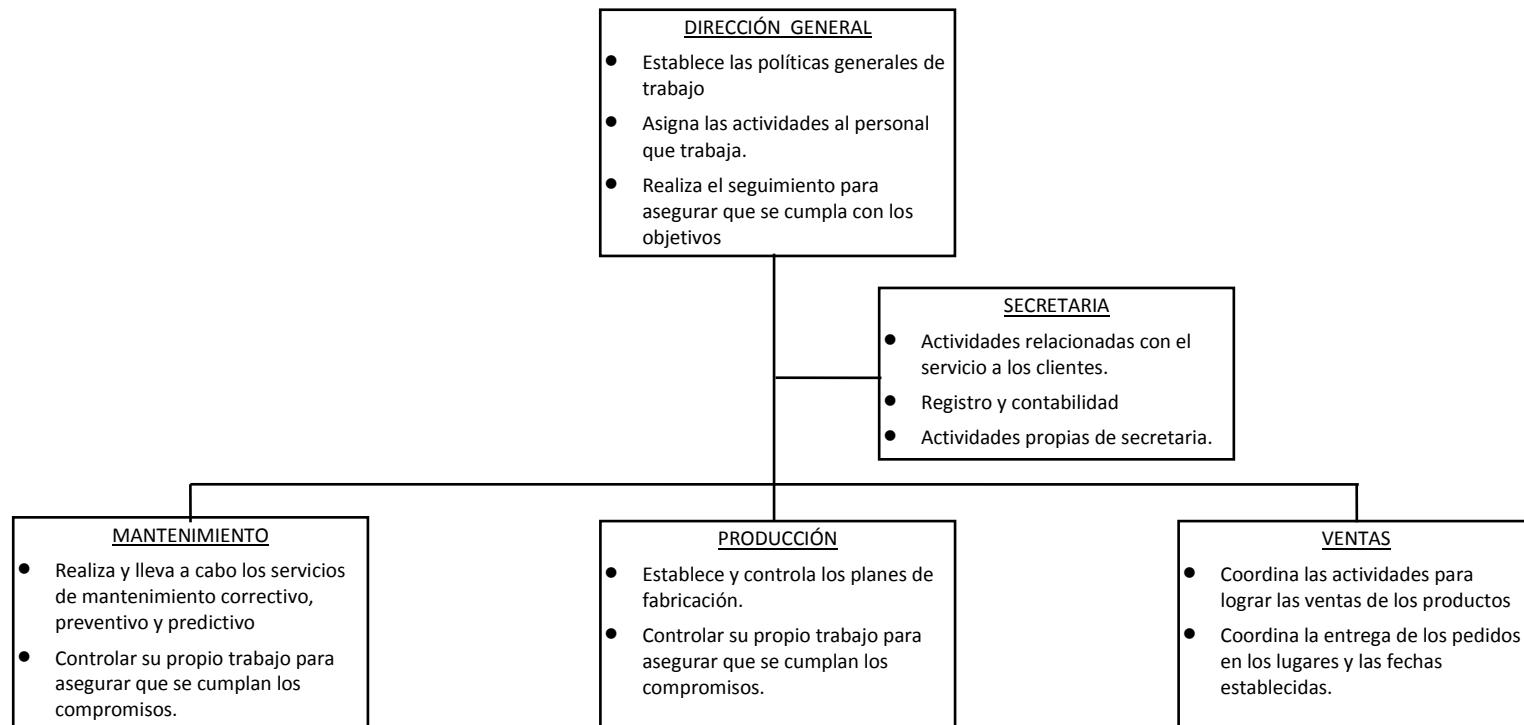 DIRECCIÓN GENERAL
● Establece las políticas generales de
trabajo
● Asigna las actividades al personal
que trabaja.
● Realiza el seguimiento para
asegurar que se cumpla con los
objetivos
SECRETARIA
● Actividades relacionadas con el
servicio a los clientes.
● Registro y contabilidad
● Actividades propias de secretaria.
MANTENIMIENTO
● Realiza y lleva a cabo los servicios
de mantenimiento correctivo,
preventivo y predictivo
● Controlar su propio trabajo para
asegurar que se cumplan los
compromisos.
PRODUCCIÓN
● Establece y controla los planes de
fabricación.
● Controlar su propio trabajo para
asegurar que se cumplan los
compromisos.
VENTAS
● Coordina las actividades para
lograr las ventas de los productos
● Coordina la entrega de los pedidos
en los lugares y las fechas
establecidas.